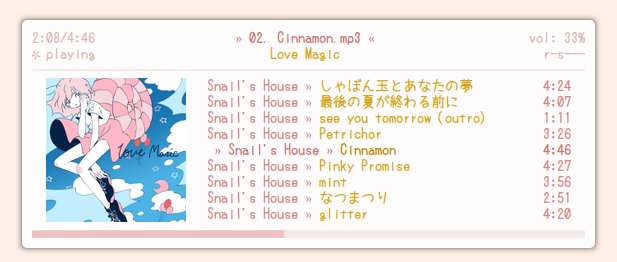 2:08/4:46 » 02. Cinnamon.mp3 « vol: 33%
playing Love Magic r-s---
Snail's House » しゃぼん玉とあなたの夢 4:24
Snail's House » 最後の夏が終わる前に 4:07
Snail's House » see you tomorrow (outro) 1:11
Snail's House » Petrichor 3:26
» Snail's House » Cinnamon 4:46
Snail's House » Pinky Promise 4:27
Snail's House » mint 3:56
Snail's House » なつまつり 2:51
Snail's House » glitter 4:20
Love Magic